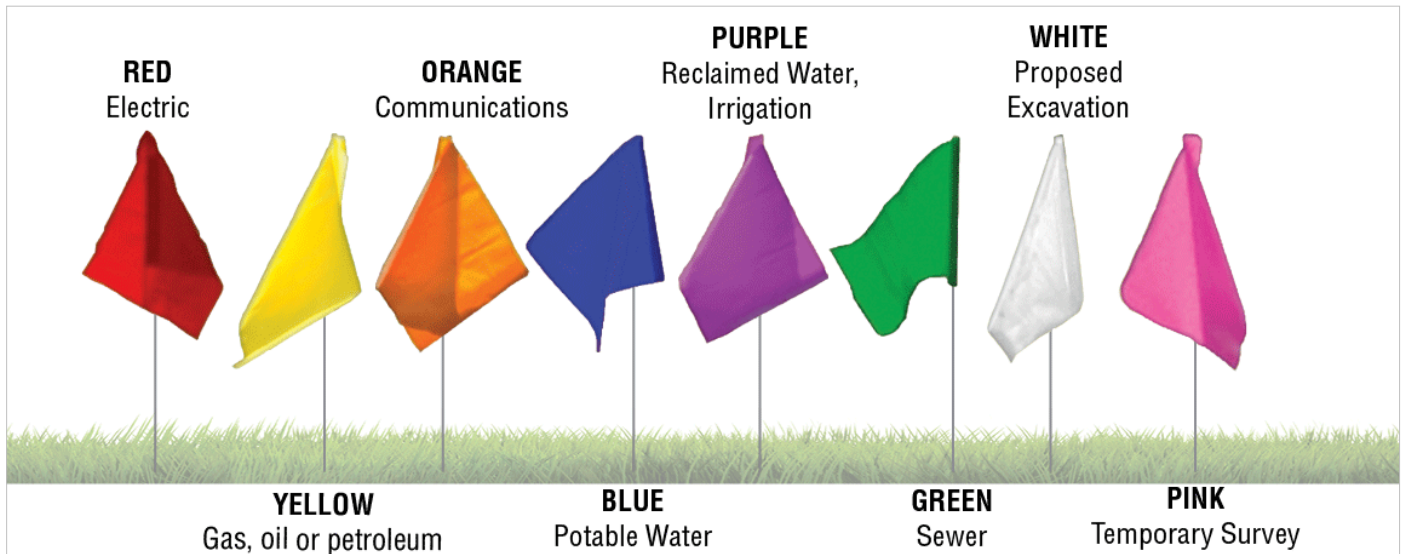 RED
Electric
ORANGE
Communications
PURPLE
Reclaimed Water,
Irrigation
WHITE
Proposed
Excavation
YELLOW
Gas, oil or petroleum
BLUE
Potable Water
GREEN
Sewer
PINK
Temporary Survey